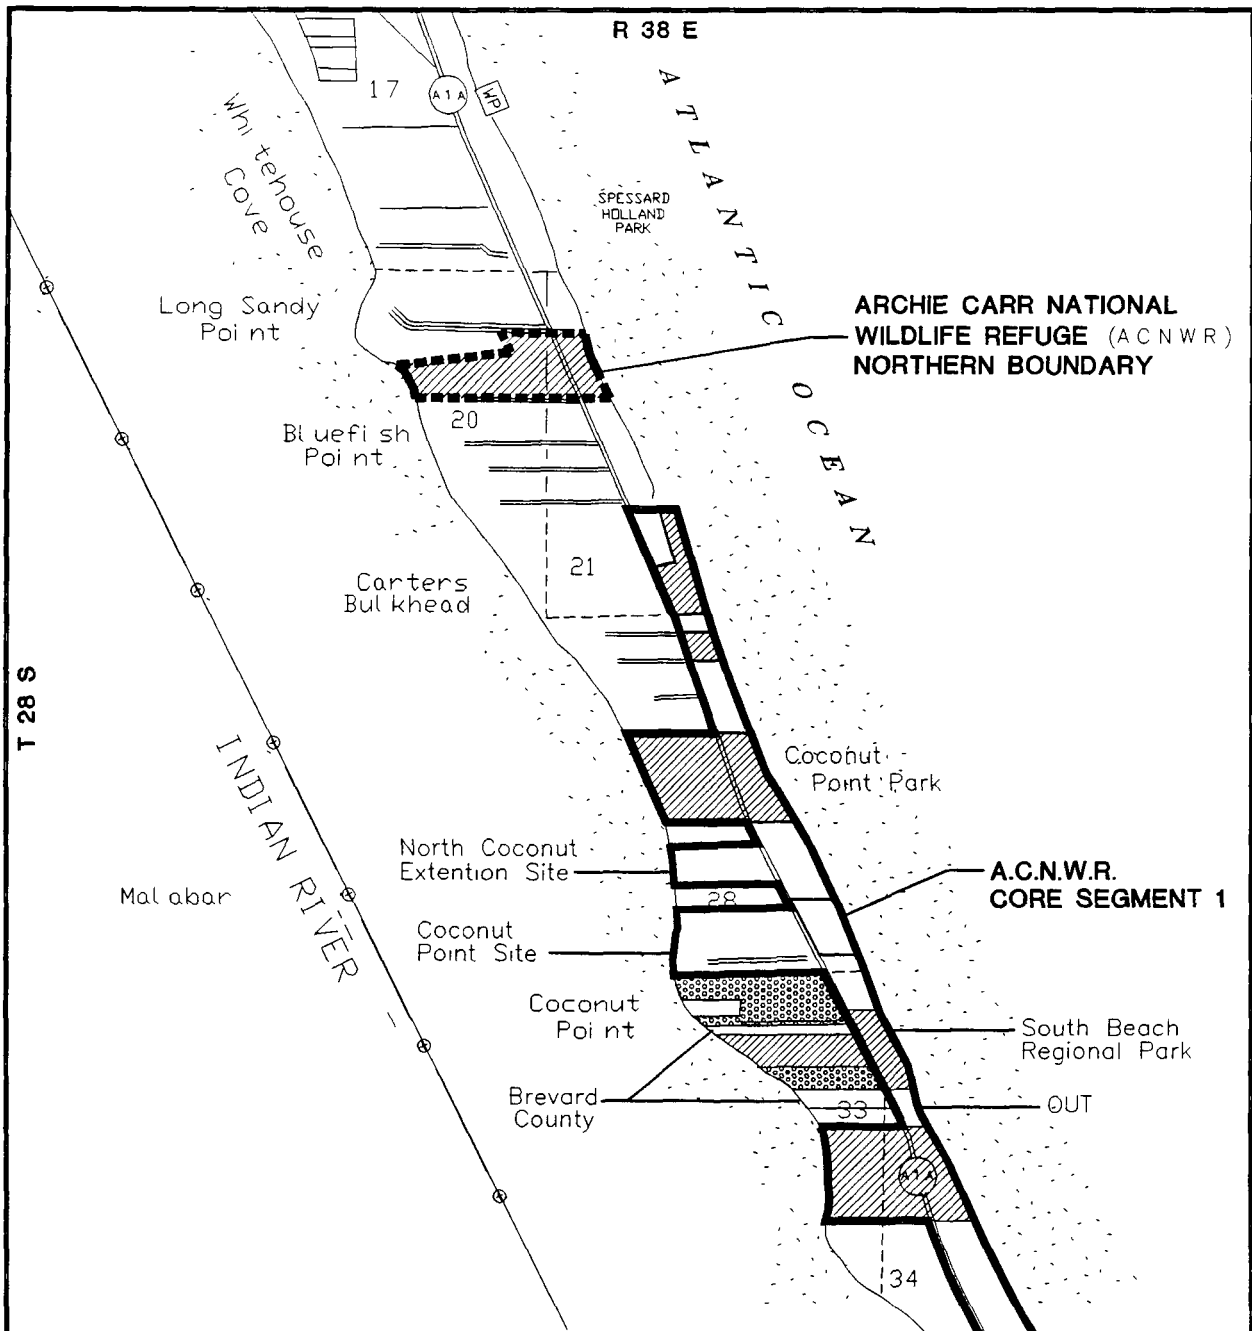 R 38 E
17
A1A
WP
ATLANTIC OCEAN
Whitehouse
Cove
SPESSARD
HOLLAND
PARK
Long Sandy
Point
ARCHIE CARR NATIONAL
WILDLIFE REFUGE (ACNWR)
NORTHERN BOUNDARY
20
Bluefish
Point
21
Carters
Bulkhead
T 28 S
INDIAN RIVER
Coconut
Point Park
North Coconut
Extention Site
Malabar
28
A.C.N.W.R.
CORE SEGMENT 1
Coconut
Point Site
Coconut
Point
South Beach
Regional Park
Brevard
County
33
OUT
A1A
34